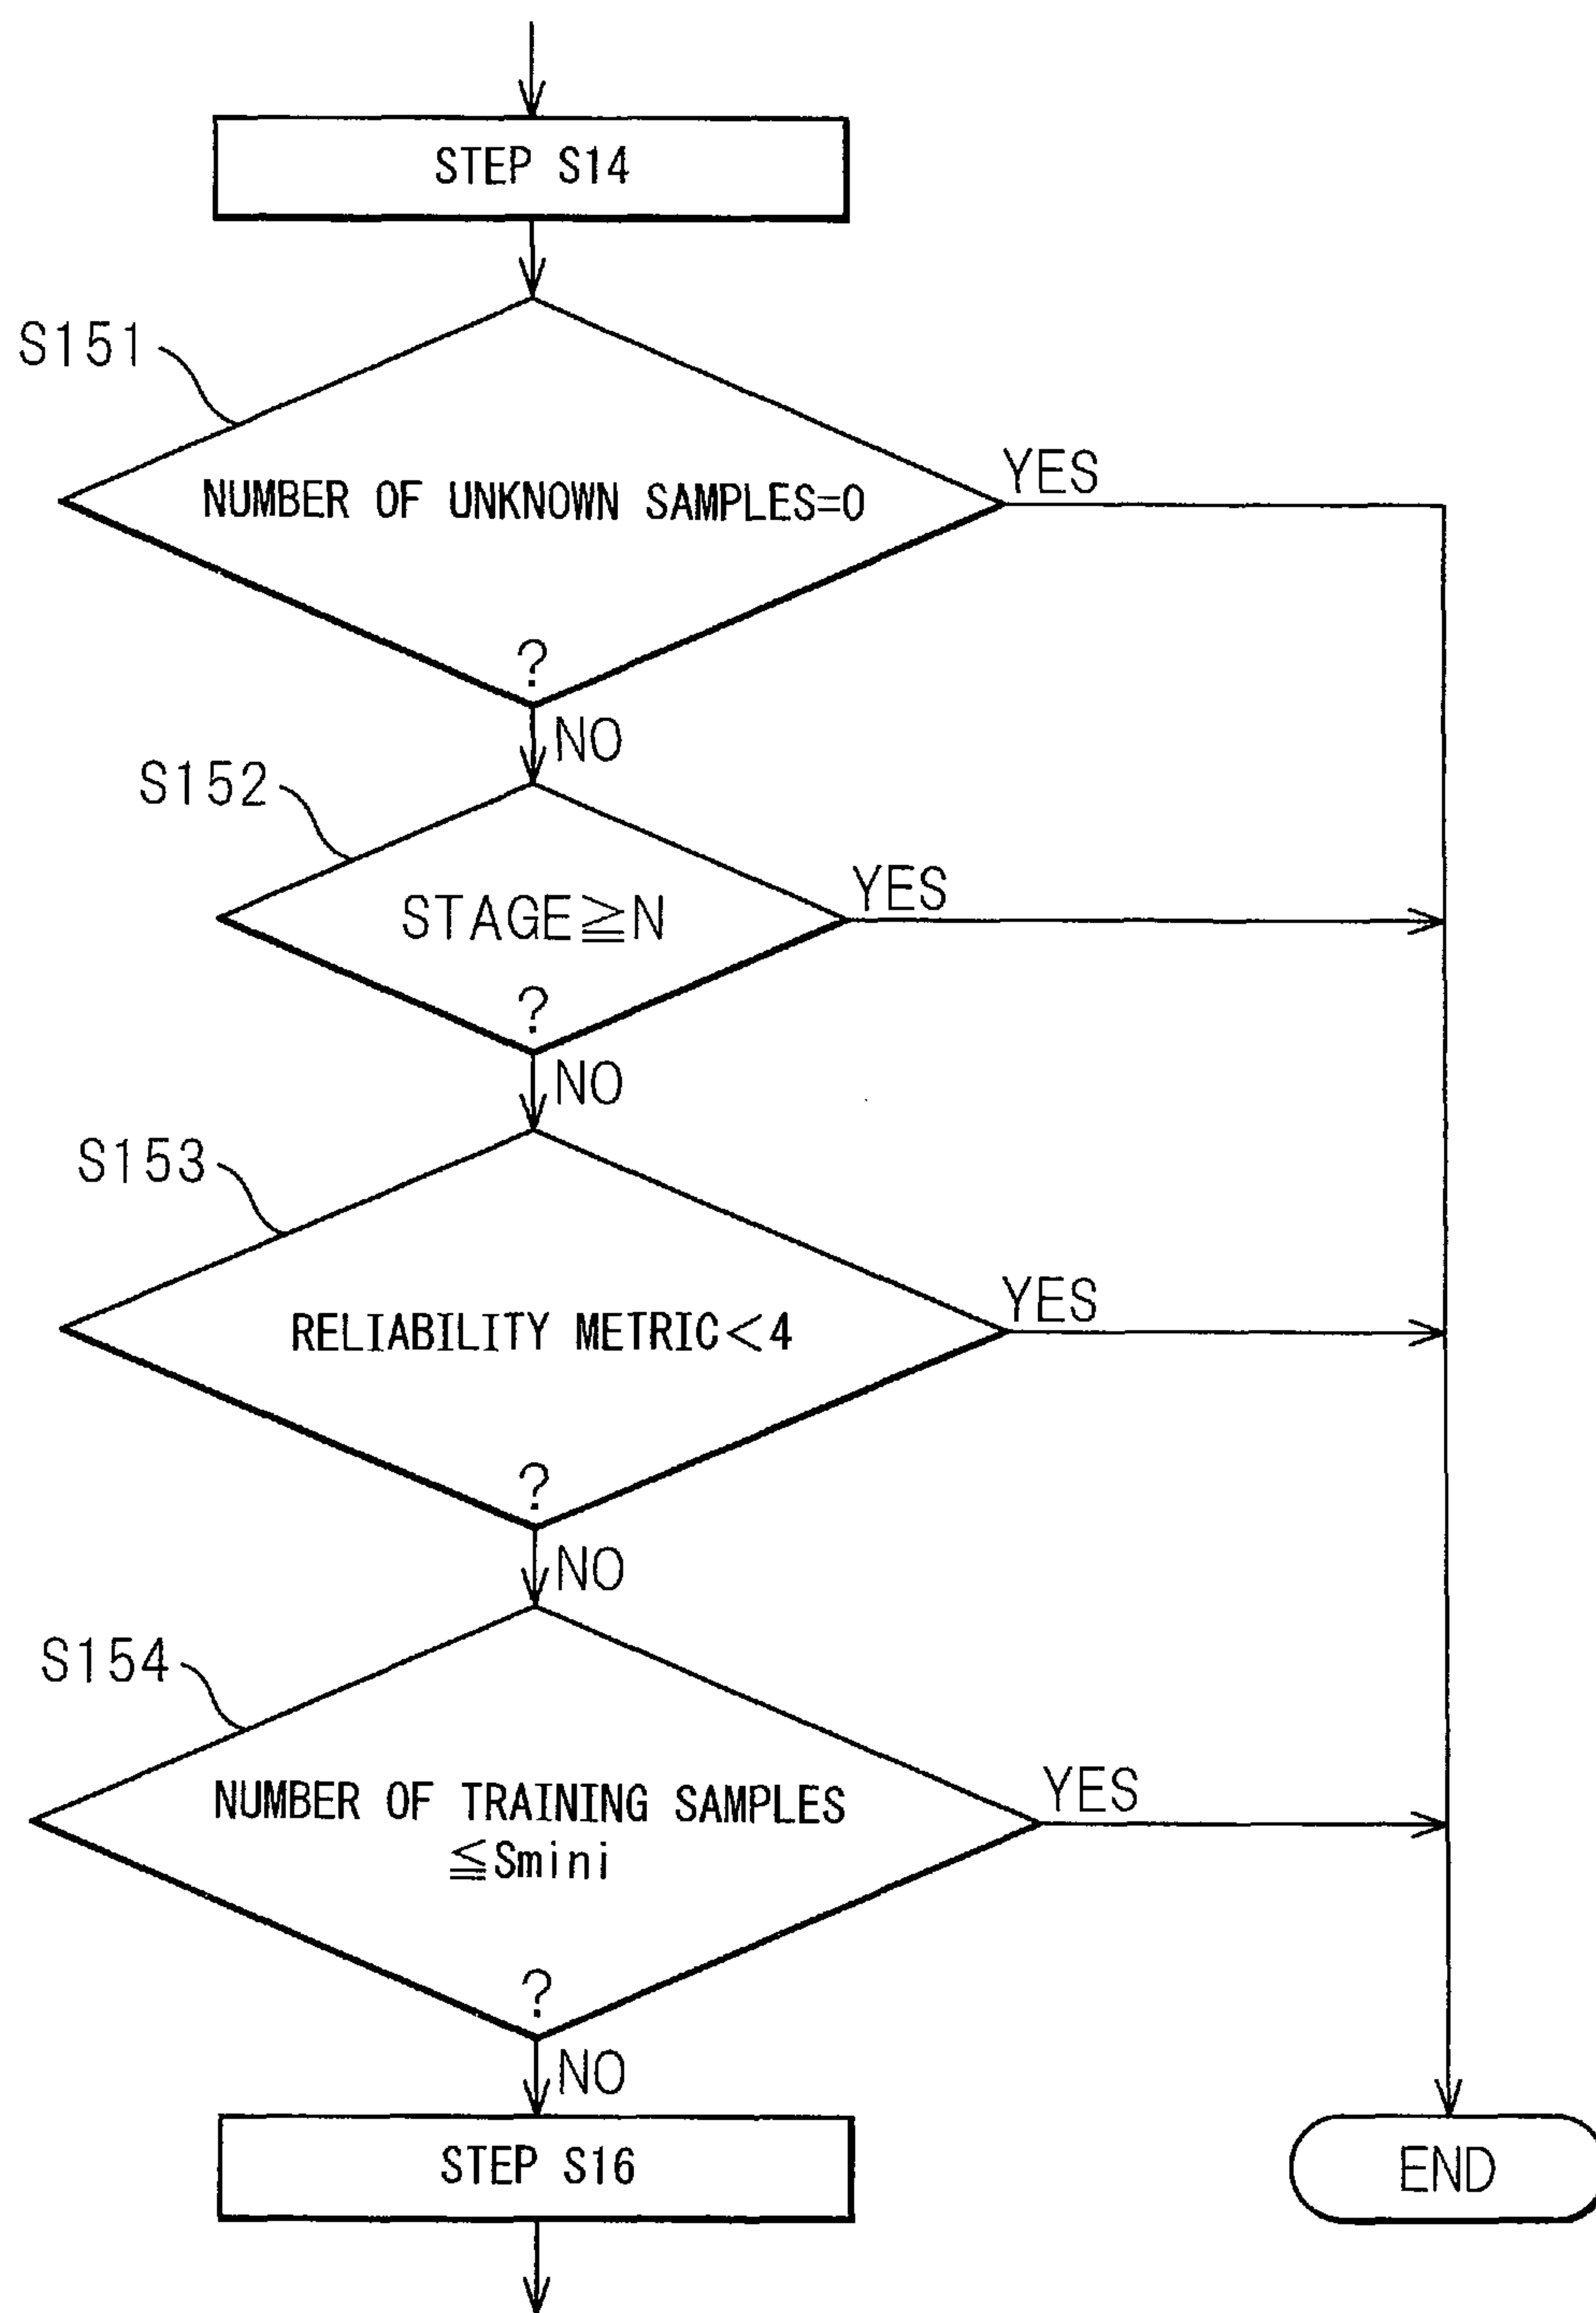 STEP S14
S151
NUMBER OF UNKNOWN SAMPLES=0
YES
?
NO
S152
STAGE≧N
YES
?
NO
S153
RELIABILITY METRIC<4
YES
?
NO
S154
NUMBER OF TRAINING SAMPLES
≦Smini
YES
?
NO
STEP S16
END